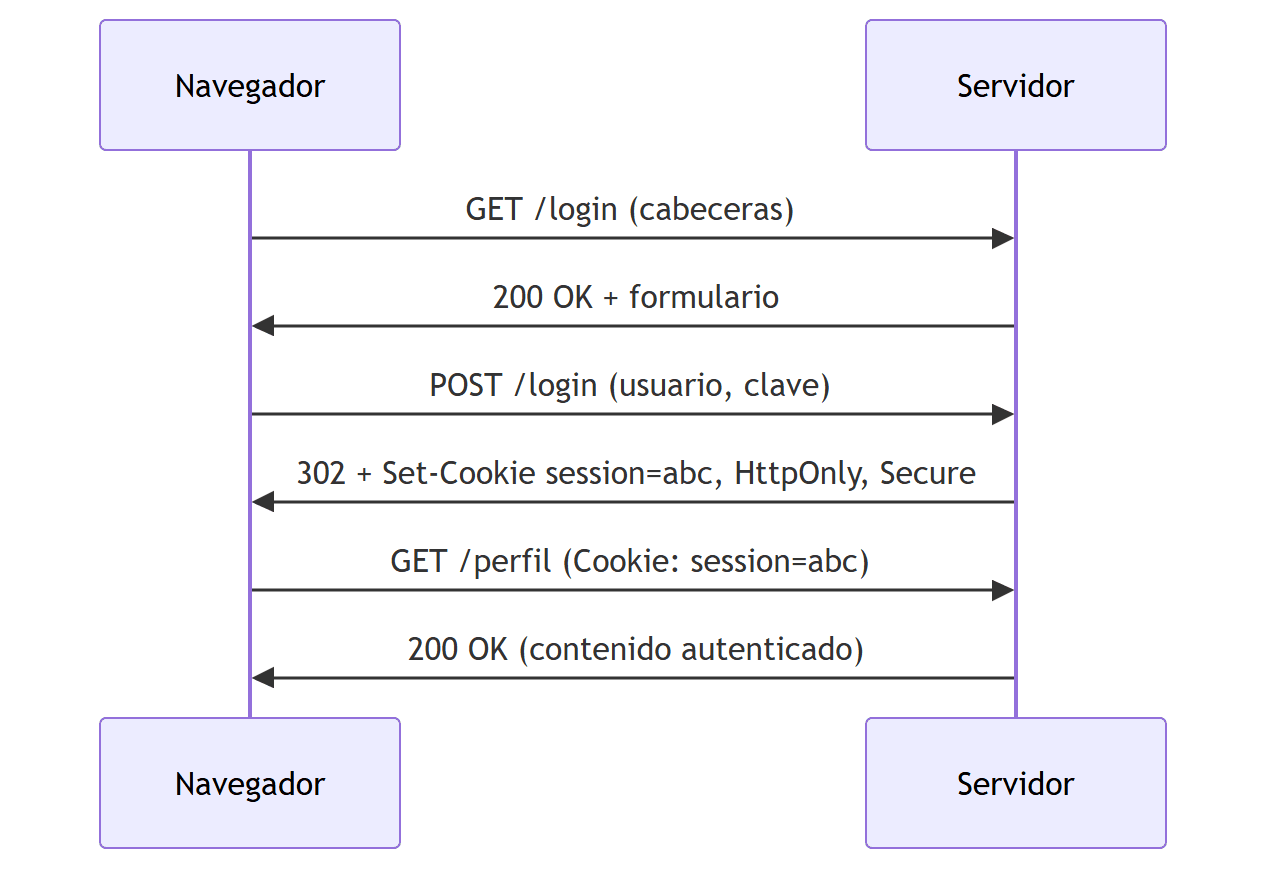 Navegador
Servidor
GET /login (cabeceras)
200 OK + formulario
POST /login (usuario, clave)
302 + Set-Cookie session=abc, HttpOnly, Secure
GET /perfil (Cookie: session=abc)
200 OK (contenido autenticado)
Navegador
Servidor